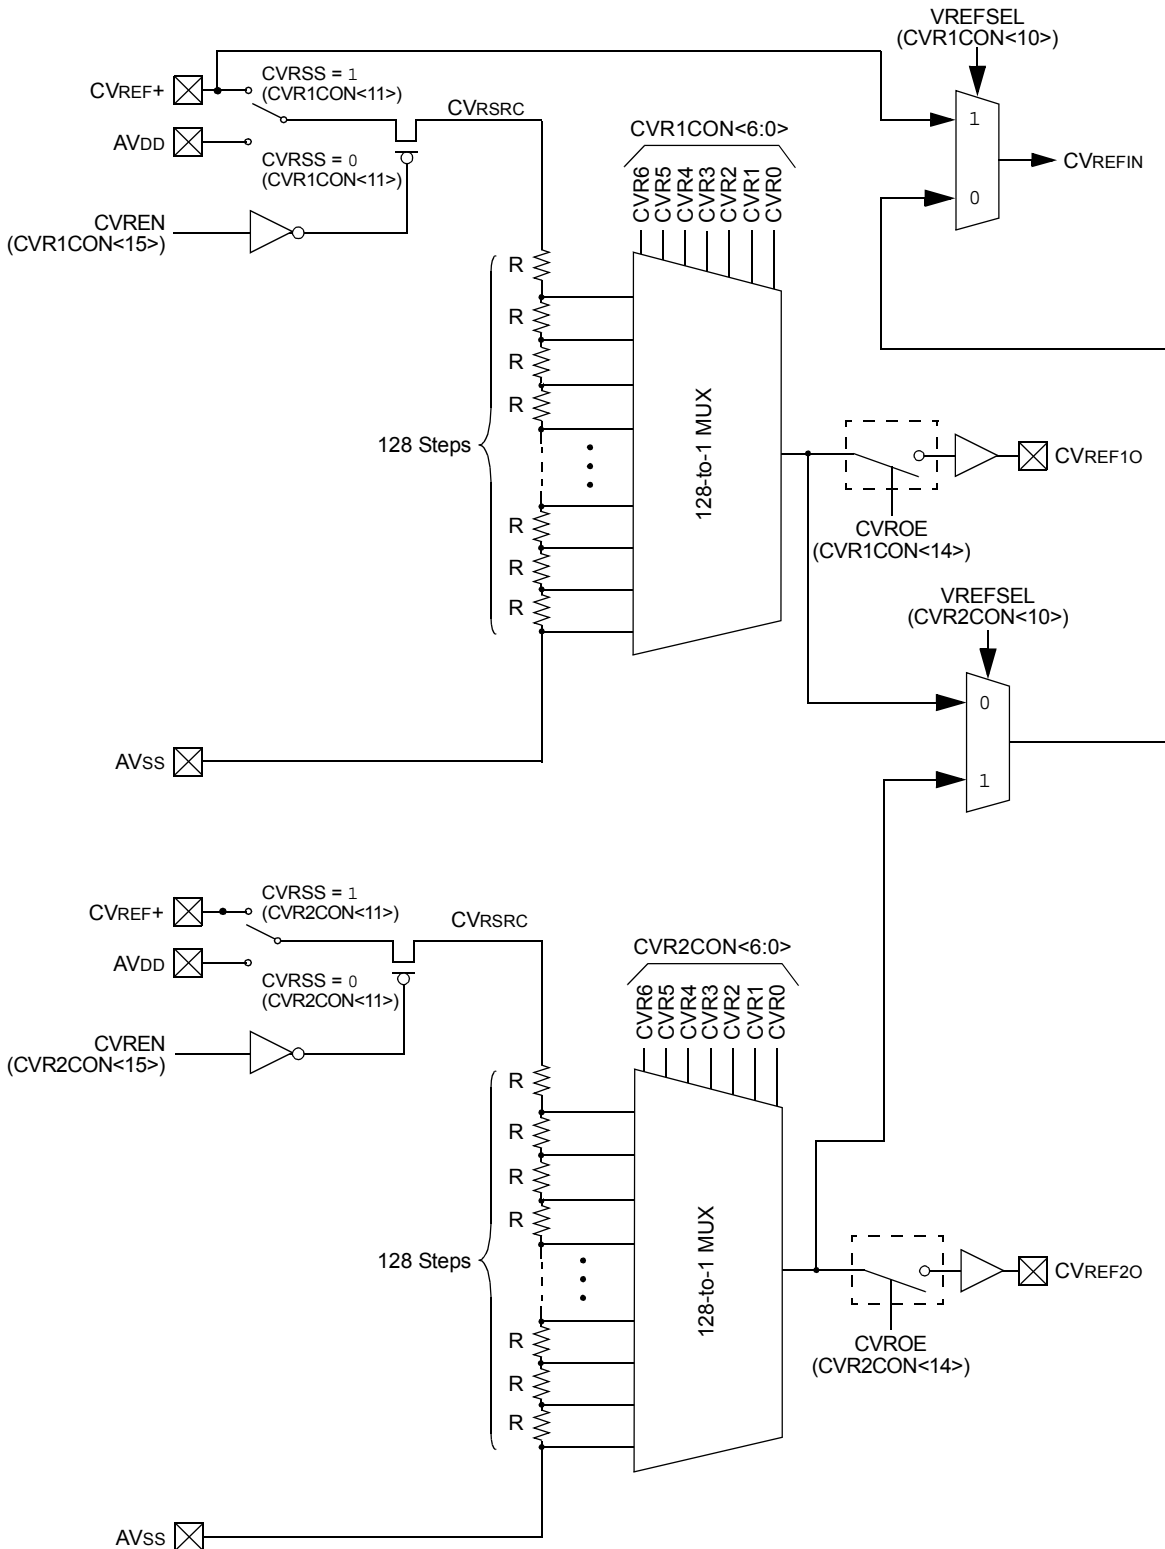 VREFSEL
(CVR1CON<10>)
CVREF+
CVRSS = 1
(CVR1CON<11>)
CVRSRC
AVDD
CVRSS = 0
(CVR1CON<11>)
CVREN
(CVR1CON<15>)
CVR1CON<6:0>
CVR6
CVR5
CVR4
CVR3
CVR2
CVR1
CVR0
1
0
CVREFIN
R
R
R
R
128 Steps
R
R
R
128-to-1 MUX
CVREF1O
CVROE
(CVR1CON<14>)
VREFSEL
(CVR2CON<10>)
0
1
AVSS
CVREF+
CVRSS = 1
(CVR2CON<11>)
CVRSRC
AVDD
CVRSS = 0
(CVR2CON<11>)
CVREN
(CVR2CON<15>)
CVR2CON<6:0>
CVR6
CVR5
CVR4
CVR3
CVR2
CVR1
CVR0
R
R
R
R
128 Steps
R
R
R
128-to-1 MUX
CVREF2O
CVROE
(CVR2CON<14>)
AVSS